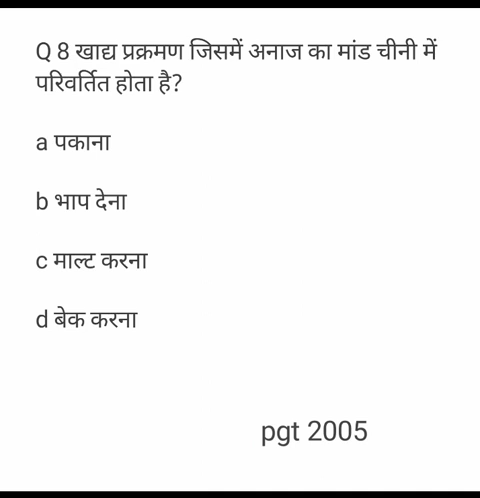 Q 8 खाद्य प्रक्रमण जिसमें अनाज का मांड चीनी में
परिवर्तित होता है?
a पकाना
b भाप देना
c माल्ट करना
d बेक करना
pgt 2005